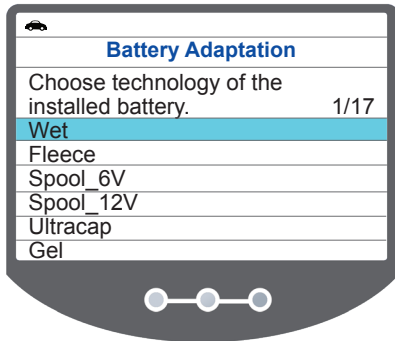 Battery Adaptation
Choose technology of the
installed battery. 1/17
Wet
Fleece
Spool_6V
Spool_12V
Ultracap
Gel